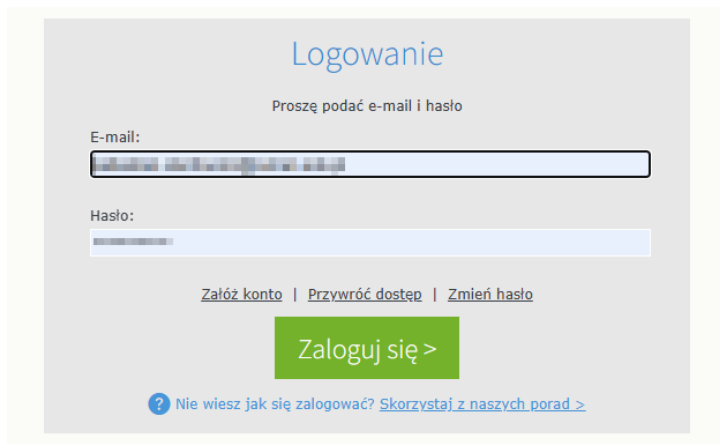 Logowanie
Proszę podać e-mail i hasło
E-mail:
Hasło:
Załóż konto | Przywróć dostęp | Zmień hasło
Zaloguj się >
? Nie wiesz jak się zalogować? Skorzystaj z naszych porad >